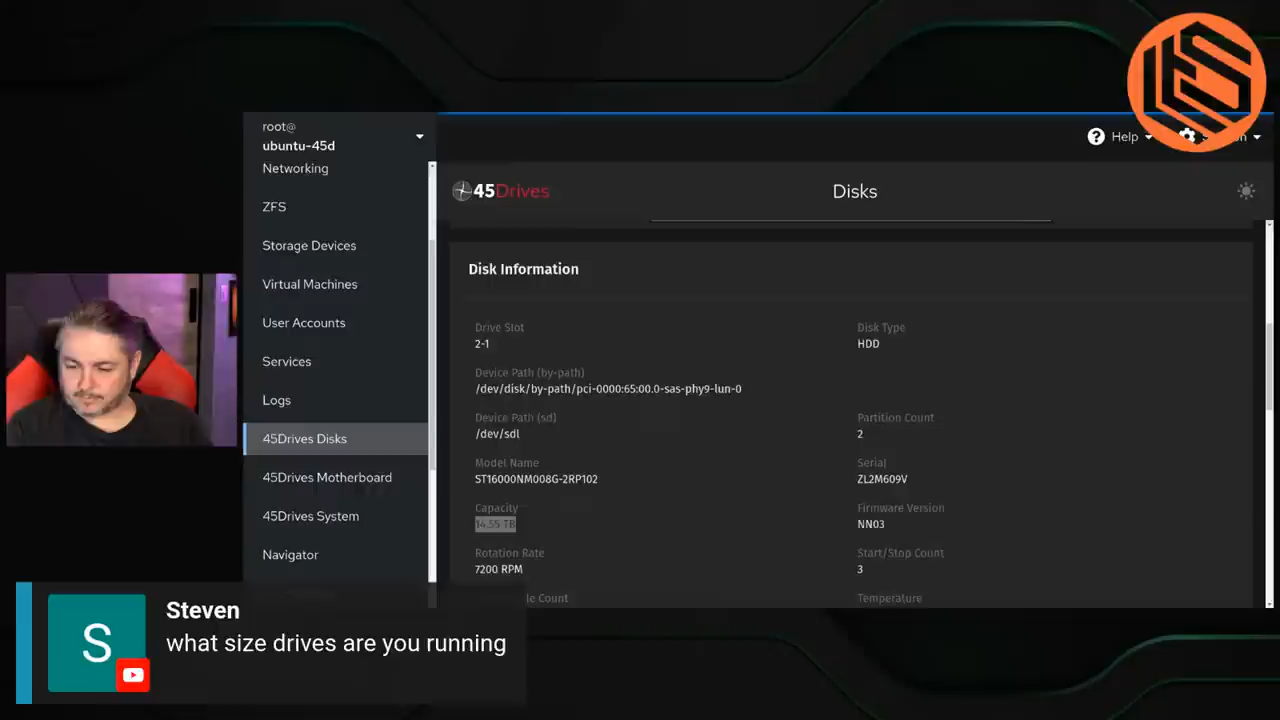 root@
ubuntu-45d
Networking
ZFS
Storage Devices
Virtual Machines
User Accounts
Services
Logs
45Drives Disks
45Drives Motherboard
45Drives System
Navigator
Help
45Drives
Disks
Disk Information
Drive Slot
2-1
Disk Type
HDD
Device Path (by-path)
/dev/disk/by-path/pci-0000:65:00.0-sas-phy9-lun-0
Device Path (sd)
/dev/sdl
Partition Count
2
Model Name
ST16000NM008G-2RP102
Serial
ZL2M609V
Capacity
14.55 TB
Firmware Version
NN03
Rotation Rate
7200 RPM
Start/Stop Count
3
Count
Temperature
S
Steven
what size drives are you running